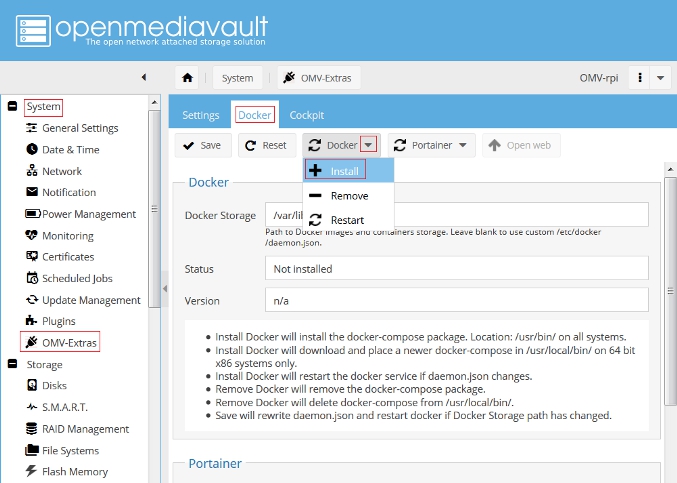 openmediavault
The open network attached storage solution
System
OMV-Extras
OMV-rpi
System
General Settings
Date & Time
Network
Notification
Power Management
Monitoring
Certificates
Scheduled Jobs
Update Management
Plugins
OMV-Extras
Storage
Disks
S.M.A.R.T.
RAID Management
File Systems
Flash Memory
Settings
Docker
Cockpit
Save
Reset
Docker
Portainer
Open web
Install
Remove
Restart
Docker
Docker Storage
/var/lib
Path to Docker images and containers storage. Leave blank to use custom /etc/docker
/daemon.json.
Status
Not installed
Version
n/a
• Install Docker will install the docker-compose package. Location: /usr/bin/ on all systems.
• Install Docker will download and place a newer docker-compose in /usr/local/bin/ on 64 bit
x86 systems only.
• Install Docker will restart the docker service if daemon.json changes.
• Remove Docker will remove the docker-compose package.
• Remove Docker will delete docker-compose from /usr/local/bin/.
• Save will rewrite daemon.json and restart docker if Docker Storage path has changed.
Portainer